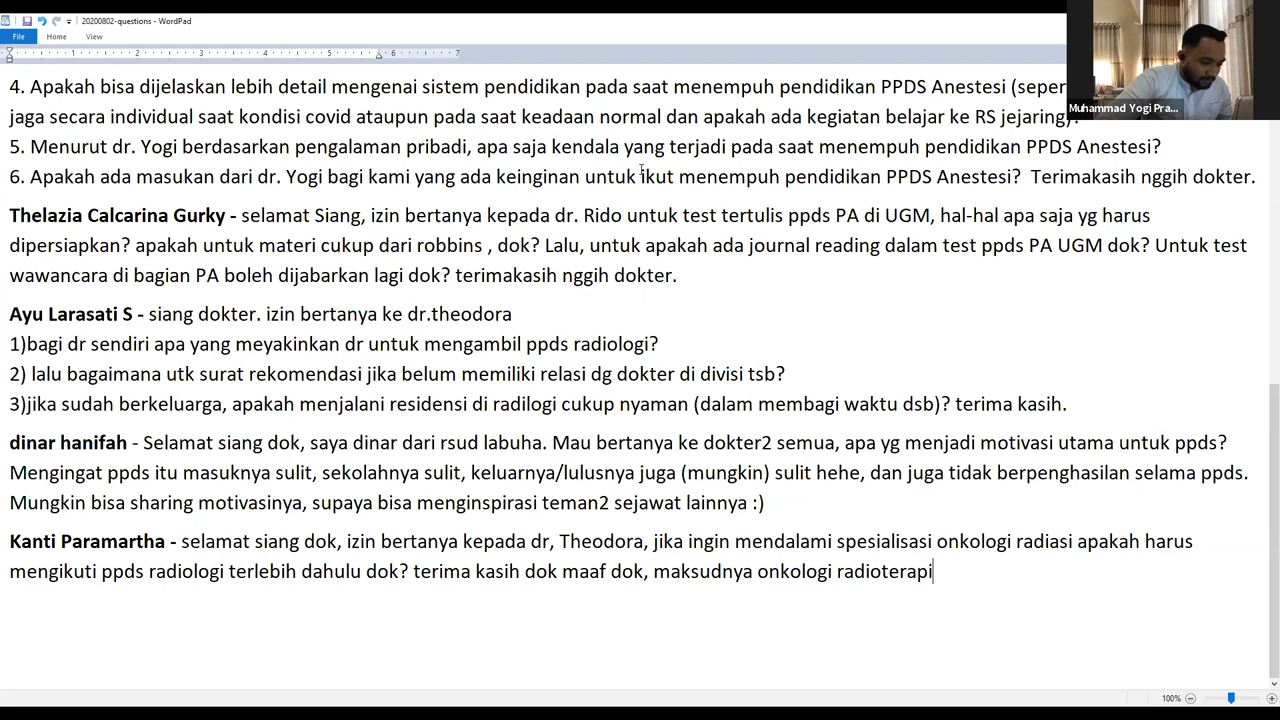 20200802-questions - WordPad
File Home View
1 2 3 4 5 6 7
4. Apakah bisa dijelaskan lebih detail mengenai sistem pendidikan pada saat menempuh pendidikan PPDS Anestesi
jaga secara individual saat kondisi covid ataupun pada saat keadaan normal dan apakah ada kegiatan belajar ke RS jejaring)
5. Menurut dr. Yogi berdasarkan pengalaman pribadi, apa saja kendala yang terjadi pada saat menempuh pendidikan PPDS Anestesi?
6. Apakah ada masukan dari dr. Yogi bagi kami yang ada keinginan untuk ikut menempuh pendidikan PPDS Anestesi?  Terimakasih nggih dokter.
Thelazia Calcarina Gurky - selamat Siang, izin bertanya kepada dr. Rido untuk test tertulis ppds PA di UGM, hal-hal apa saja yg harus
dipersiapkan? apakah untuk materi cukup dari robbins , dok? Lalu, untuk apakah ada journal reading dalam test ppds PA UGM dok? Untuk test
wawancara di bagian PA boleh dijabarkan lagi dok? terimakasih nggih dokter.
Ayu Larasati S - siang dokter. izin bertanya ke dr.theodora
1)bagi dr sendiri apa yang meyakinkan dr untuk mengambil ppds radiologi?
2) lalu bagaimana utk surat rekomendasi jika belum memiliki relasi dg dokter di divisi tsb?
3)jika sudah berkeluarga, apakah menjalani residensi di radilogi cukup nyaman (dalam membagi waktu dsb)? terima kasih.
dinar hanifah - Selamat siang dok, saya dinar dari rsud labuha. Mau bertanya ke dokter2 semua, apa yg menjadi motivasi utama untuk ppds?
Mengingat ppds itu masuknya sulit, sekolahnya sulit, keluarnya/lulusnya juga (mungkin) sulit hehe, dan juga tidak berpenghasilan selama ppds.
Mungkin bisa sharing motivasinya, supaya bisa menginspirasi teman2 sejawat lainnya :)
Kanti Paramartha - selamat siang dok, izin bertanya kepada dr, Theodora, jika ingin mendalami spesialisasi onkologi radiasi apakah harus
mengikuti ppds radiologi terlebih dahulu dok? terima kasih dok maaf dok, maksudnya onkologi radioterapi
Muhammad Yogi Pra...
100%